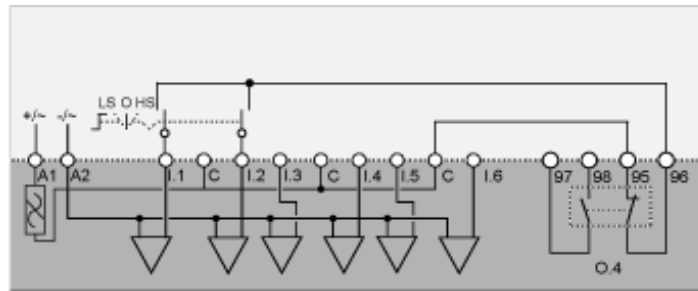 LS O HS
+/~ -/~
A1 A2 I.1 C I.2 I.3 C I.4 I.5 C I.6 97 98 95 96
O.4